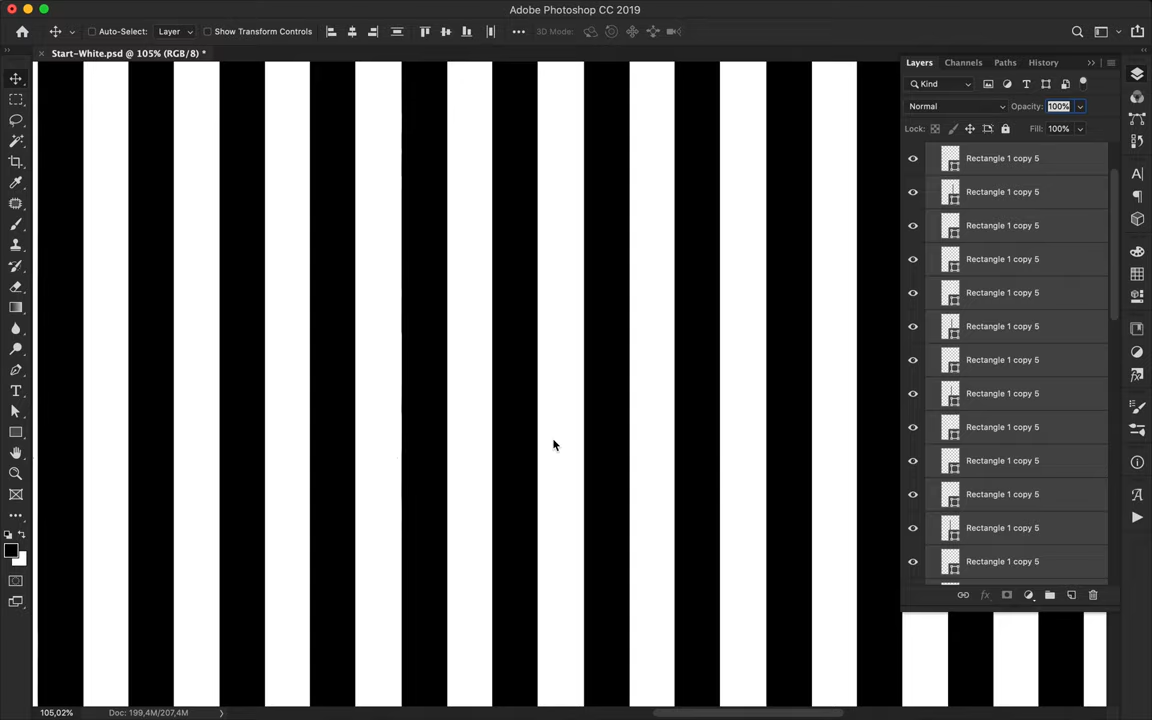 Adobe Photoshop CC 2019
Auto-Select:
Layer
Show Transform Controls
3D Mode:
Start-White.psd @ 105% (RGB/8) *
Layers
Channels
Paths
History
Kind
Normal
Opacity:
100%
Lock:
Fill:
100%
Rectangle 1 copy 5
Rectangle 1 copy 5
Rectangle 1 copy 5
Rectangle 1 copy 5
Rectangle 1 copy 5
Rectangle 1 copy 5
Rectangle 1 copy 5
Rectangle 1 copy 5
Rectangle 1 copy 5
Rectangle 1 copy 5
Rectangle 1 copy 5
Rectangle 1 copy 5
Rectangle 1 copy 5
105,02%
Doc: 199,4M/207,4M